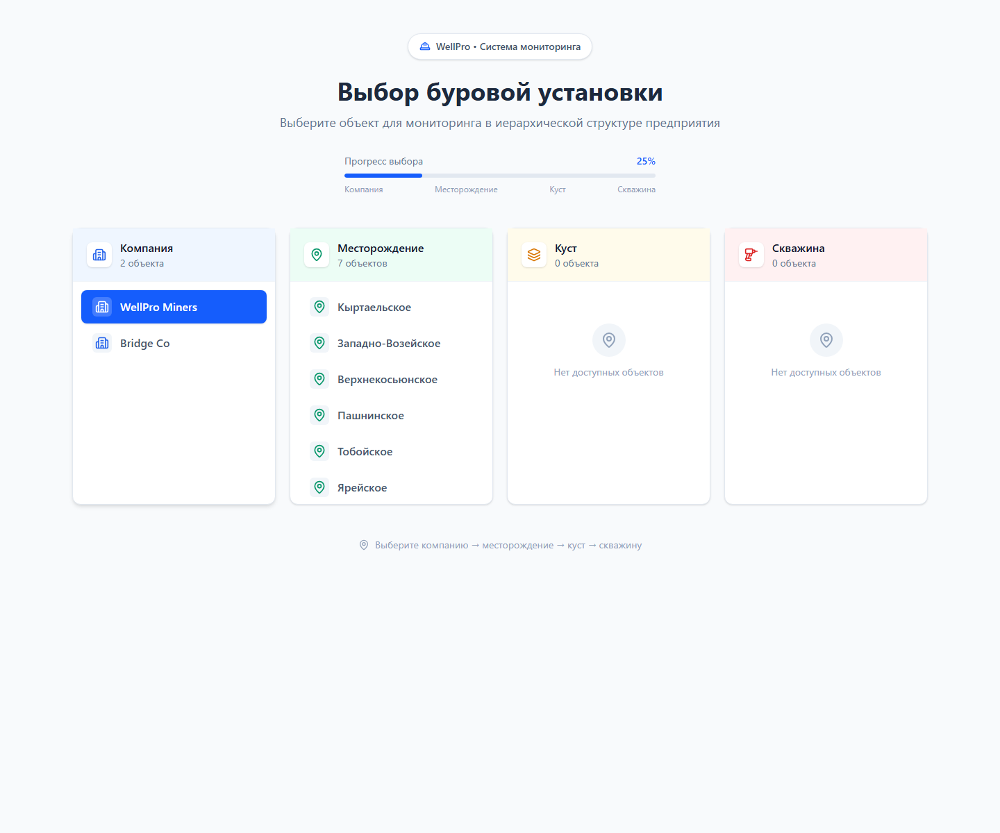 WellPro • Система мониторинга
Выбор буровой установки
Выберите объект для мониторинга в иерархической структуре предприятия
Прогресс выбора 25%
Компания Месторождение Куст Скважина
Компания
2 объекта
WellPro Miners
Bridge Co
Месторождение
7 объектов
Кыртаельское
Западно-Возейское
Верхнекосьюнское
Пашнинское
Тобойское
Ярейское
Куст
0 объекта
Нет доступных объектов
Скважина
0 объекта
Нет доступных объектов
Выберите компанию → месторождение → куст → скважину